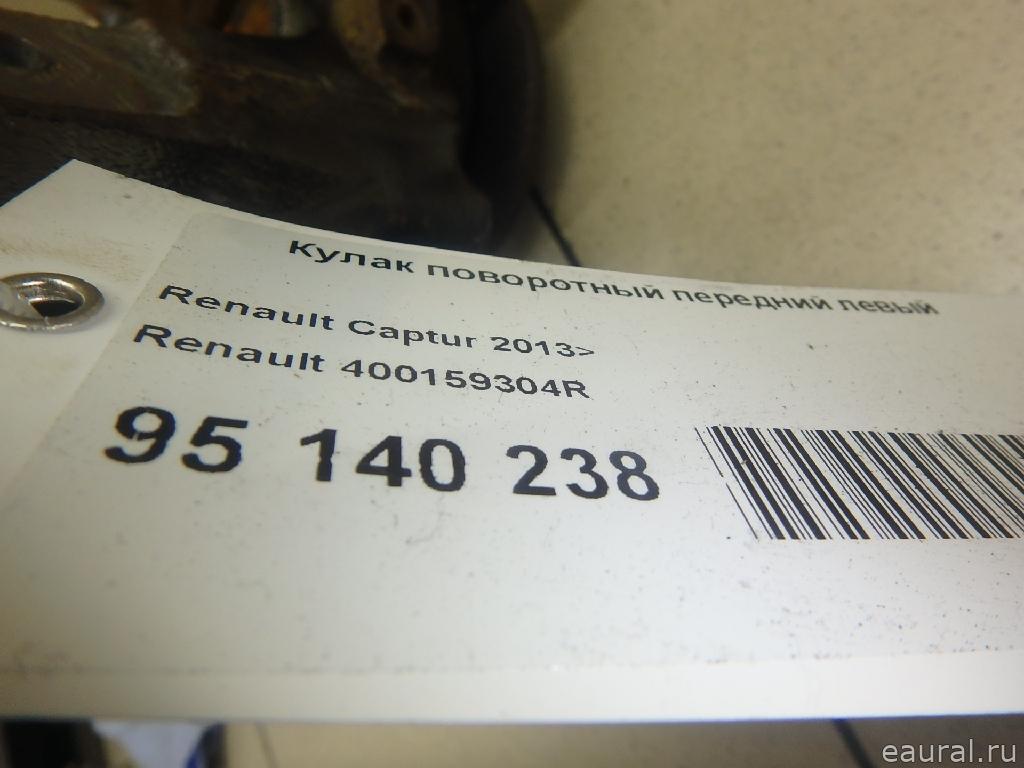 Кулак поворотный передний левый
Renault Captur 2013>
Renault 400159304R
95 140 238
eaural.ru